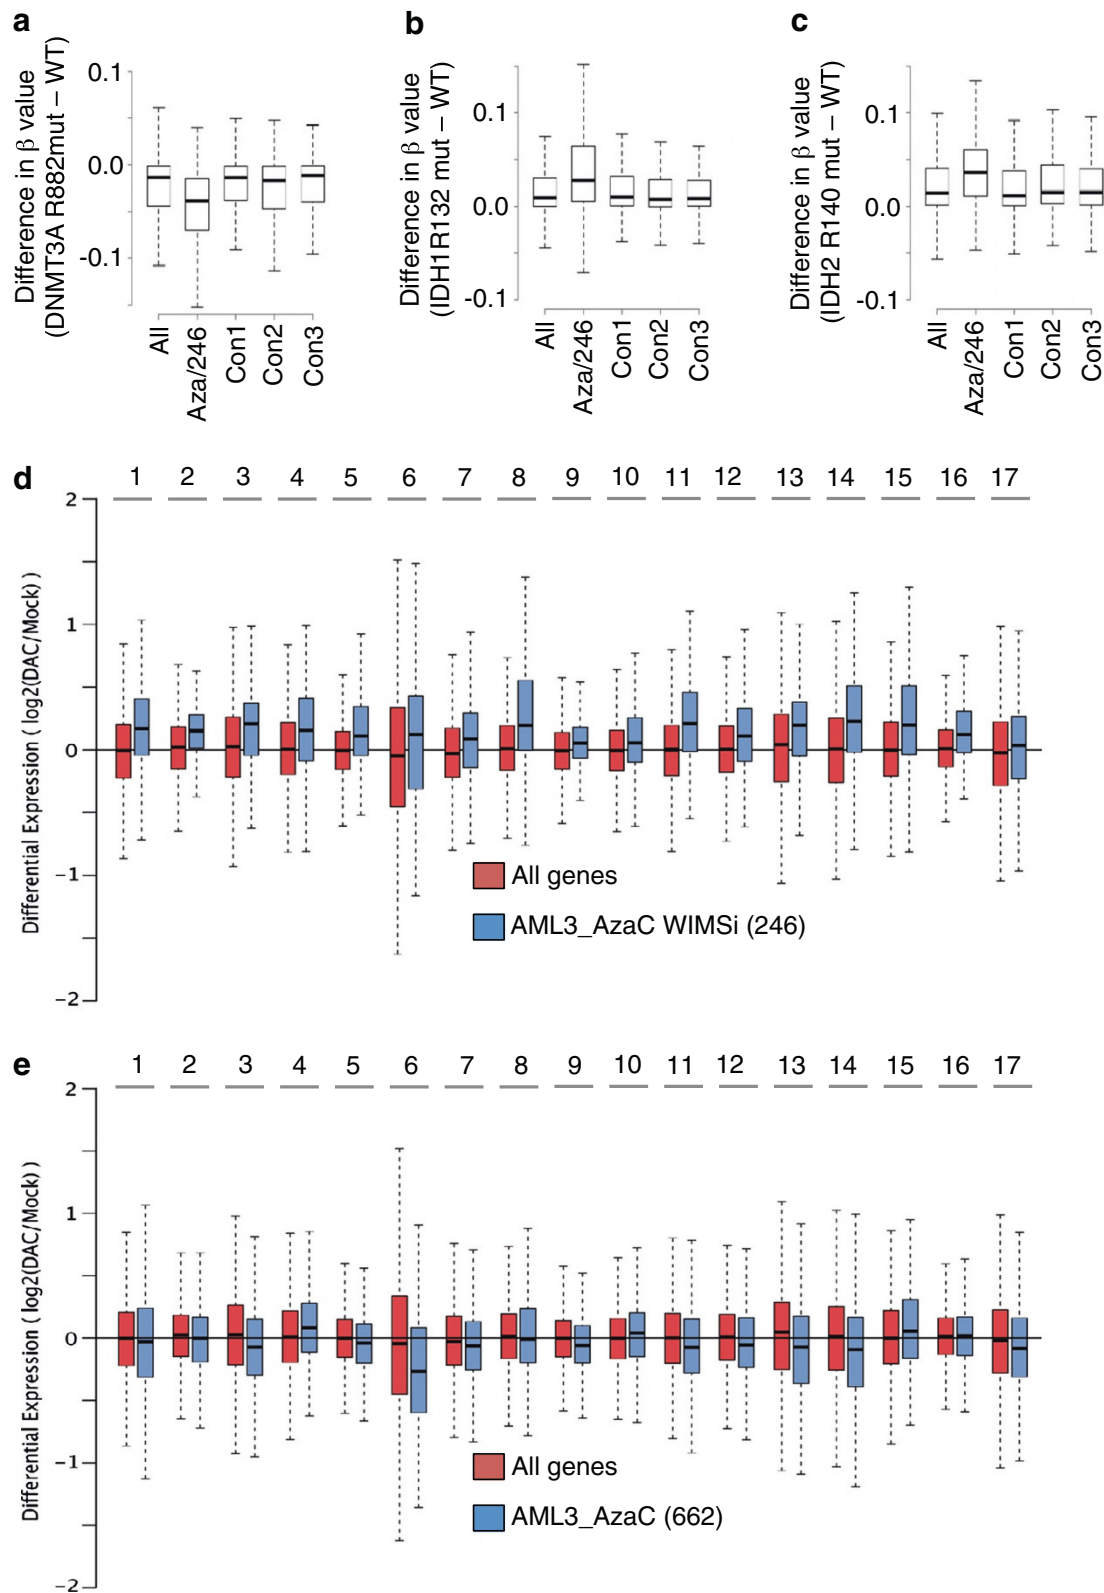 a
Difference in β value
(DNMT3A R882mut – WT)
0.1
0.0
-0.1
All
Aza/246
Con1
Con2
Con3
b
Difference in β value
(IDH1R132 mut – WT)
0.1
0.0
-0.1
All
Aza/246
Con1
Con2
Con3
c
Difference in β value
(IDH2 R140 mut – WT)
0.1
0.0
-0.1
All
Aza/246
Con1
Con2
Con3
d
1 2 3 4 5 6 7 8 9 10 11 12 13 14 15 16 17
Differential Expression ( log2(DAC/Mock) )
2
1
0
−1
−2
All genes
AML3_AzaC WIMSi (246)
e
1 2 3 4 5 6 7 8 9 10 11 12 13 14 15 16 17
Differential Expression ( log2(DAC/Mock) )
2
1
0
−1
−2
All genes
AML3_AzaC (662)